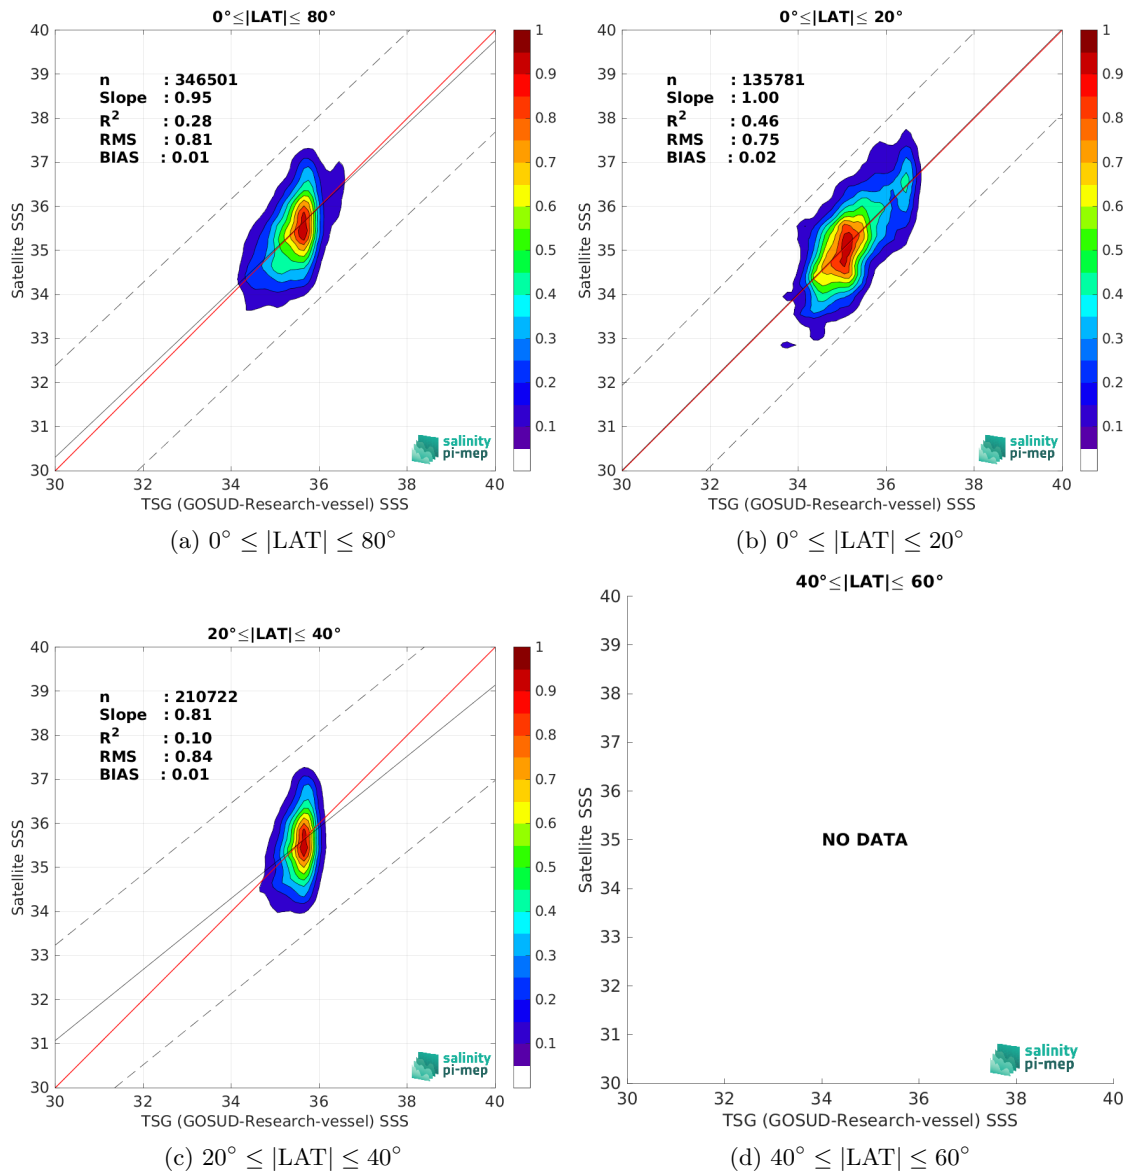 0°≤|LAT|≤ 80°
40
39
38
37
36
35
34
33
32
31
30
Satellite SSS
n : 346501
Slope : 0.95
R2 : 0.28
RMS : 0.81
BIAS : 0.01
salinity
pi-mep
30 32 34 36 38 40
TSG (GOSUD-Research-vessel) SSS
1
0.9
0.8
0.7
0.6
0.5
0.4
0.3
0.2
0.1
(a) 0° ≤ |LAT| ≤ 80°
0°≤|LAT|≤ 20°
40
39
38
37
36
35
34
33
32
31
30
Satellite SSS
n : 135781
Slope : 1.00
R2 : 0.46
RMS : 0.75
BIAS : 0.02
salinity
pi-mep
30 32 34 36 38 40
TSG (GOSUD-Research-vessel) SSS
1
0.9
0.8
0.7
0.6
0.5
0.4
0.3
0.2
0.1
(b) 0° ≤ |LAT| ≤ 20°
20°≤|LAT|≤ 40°
40
39
38
37
36
35
34
33
32
31
30
Satellite SSS
n : 210722
Slope : 0.81
R2 : 0.10
RMS : 0.84
BIAS : 0.01
salinity
pi-mep
30 32 34 36 38 40
TSG (GOSUD-Research-vessel) SSS
1
0.9
0.8
0.7
0.6
0.5
0.4
0.3
0.2
0.1
(c) 20° ≤ |LAT| ≤ 40°
40°≤|LAT|≤ 60°
40
39
38
37
36
35
34
33
32
31
30
Satellite SSS
NO DATA
salinity
pi-mep
30 32 34 36 38 40
TSG (GOSUD-Research-vessel) SSS
(d) 40° ≤ |LAT| ≤ 60°